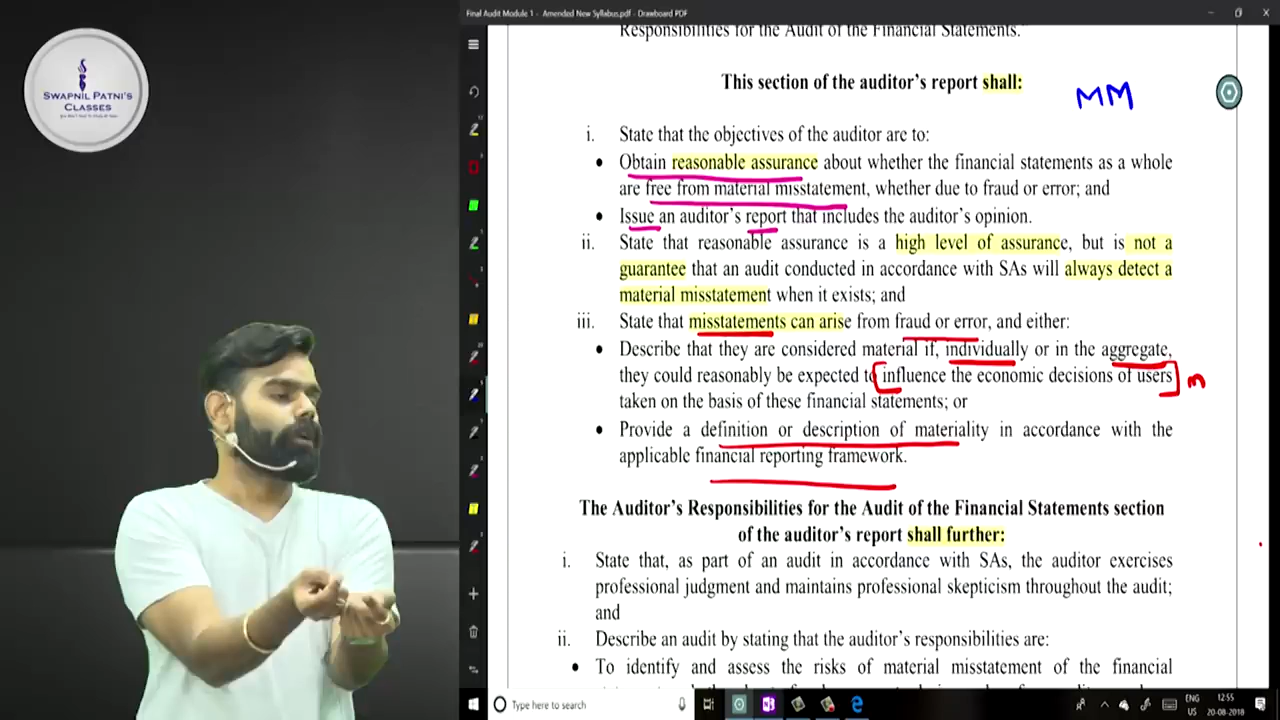 Final Audit Module 1 - Amended New Syllabus.pdf - Drawboard PDF
SWAPNIL PATNI'S
CLASSES
Responsibilities for the Audit of the Financial Statements."
This section of the auditor's report shall:
MM
i. State that the objectives of the auditor are to:
• Obtain reasonable assurance about whether the financial statements as a whole
are free from material misstatement, whether due to fraud or error; and
• Issue an auditor's report that includes the auditor's opinion.
ii. State that reasonable assurance is a high level of assurance, but is not a
guarantee that an audit conducted in accordance with SAs will always detect a
material misstatement when it exists; and
iii. State that misstatements can arise from fraud or error, and either:
• Describe that they are considered material if, individually or in the aggregate,
they could reasonably be expected to influence the economic decisions of users
m
taken on the basis of these financial statements; or
• Provide a definition or description of materiality in accordance with the
applicable financial reporting framework.
The Auditor's Responsibilities for the Audit of the Financial Statements section
of the auditor's report shall further:
i. State that, as part of an audit in accordance with SAs, the auditor exercises
professional judgment and maintains professional skepticism throughout the audit;
and
ii. Describe an audit by stating that the auditor's responsibilities are:
• To identify and assess the risks of material misstatement of the financial
Type here to search
ENG
US
12:55
20-08-2018